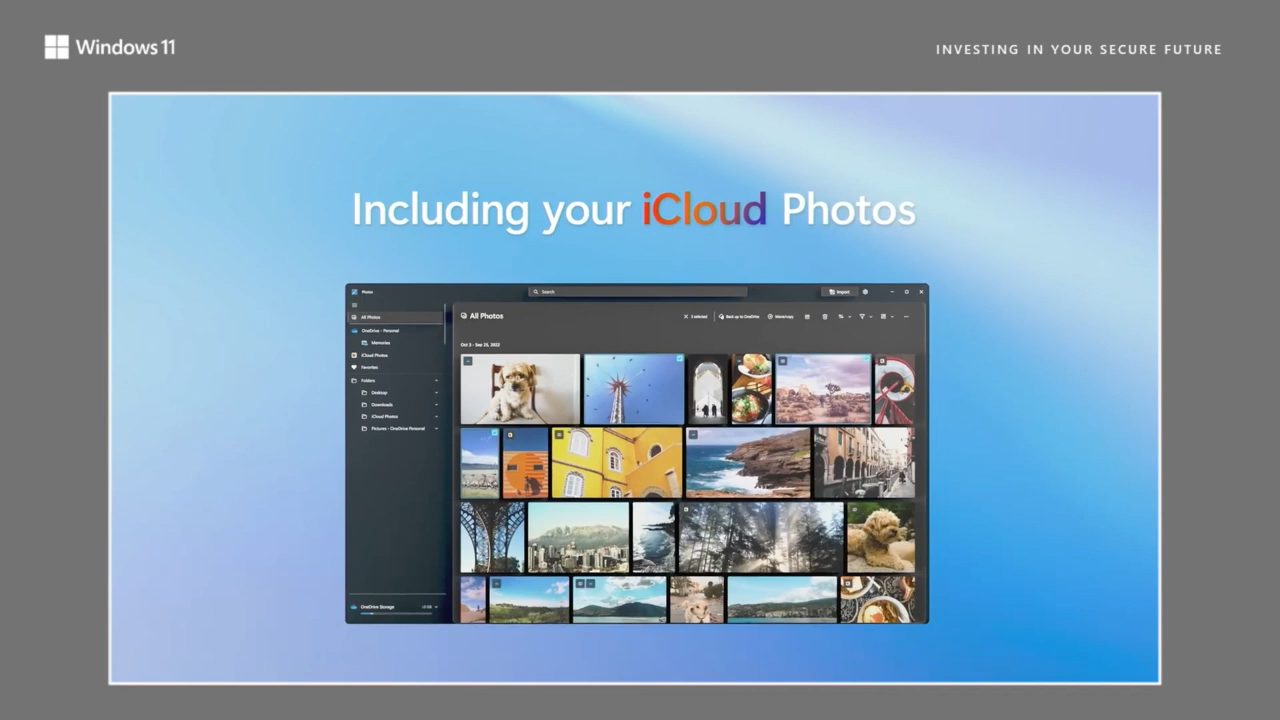 Windows 11
INVESTING IN YOUR SECURE FUTURE
Including your iCloud Photos
Photos
Search
Import
All Photos
OneDrive - Personal
Memories
iCloud Photos
Favorites
Folders
Desktop
Downloads
iCloud Photos
Pictures - OneDrive Personal
OneDrive Storage
All Photos
3 selected
Back up to OneDrive
Oct 3 - Sep 25, 2022